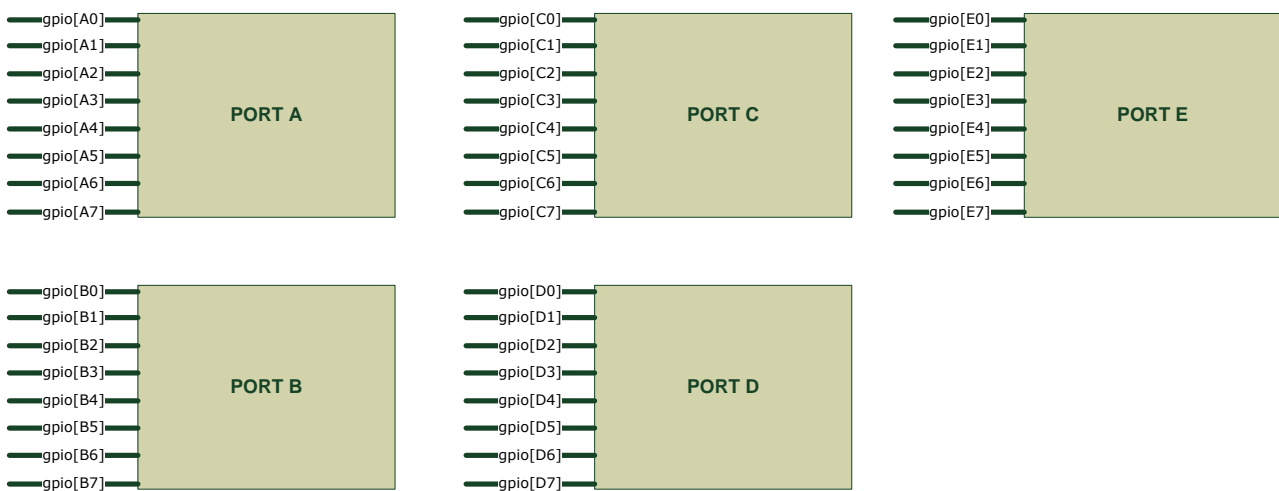 gpio[A0]
gpio[A1]
gpio[A2]
gpio[A3]
gpio[A4]
gpio[A5]
gpio[A6]
gpio[A7]
PORT A
gpio[C0]
gpio[C1]
gpio[C2]
gpio[C3]
gpio[C4]
gpio[C5]
gpio[C6]
gpio[C7]
PORT C
gpio[E0]
gpio[E1]
gpio[E2]
gpio[E3]
gpio[E4]
gpio[E5]
gpio[E6]
gpio[E7]
PORT E
gpio[B0]
gpio[B1]
gpio[B2]
gpio[B3]
gpio[B4]
gpio[B5]
gpio[B6]
gpio[B7]
PORT B
gpio[D0]
gpio[D1]
gpio[D2]
gpio[D3]
gpio[D4]
gpio[D5]
gpio[D6]
gpio[D7]
PORT D